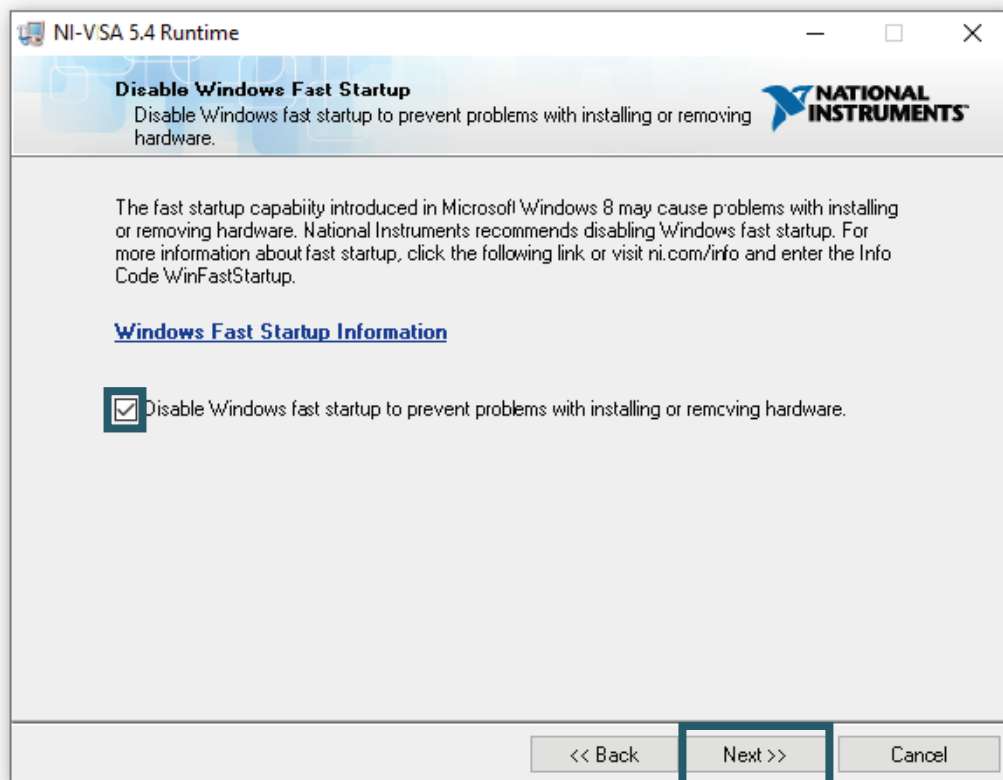 NI-VISA 5.4 Runtime
Disable Windows Fast Startup
Disable Windows fast startup to prevent problems with installing or removing
hardware.
NATIONAL
INSTRUMENTS™
The fast startup capability introduced in Microsoft Windows 8 may cause problems with installing
or removing hardware. National Instruments recommends disabling Windows fast startup. For
more information about fast startup, click the following link or visit ni.com/info and enter the Info
Code WinFastStartup.
Windows Fast Startup Information
Disable Windows fast startup to prevent problems with installing or removing hardware.
<< Back
Next >>
Cancel